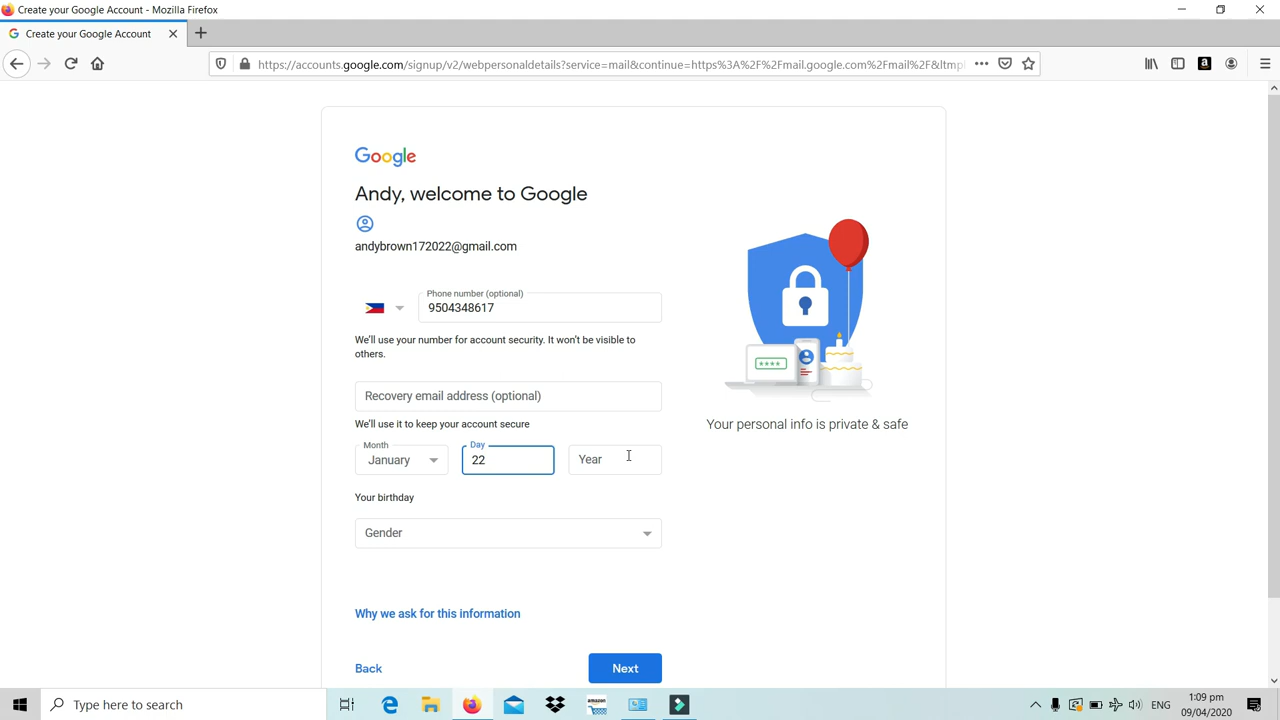 Create your Google Account - Mozilla Firefox
Create your Google Account
https://accounts.google.com/signup/v2/webpersonaldetails?service=mail&continue=https%3A%2F%2Fmail.google.com%2Fmail%2F&ltmpl
Google
Andy, welcome to Google
andybrown172022@gmail.com
Phone number (optional)
9504348617
We'll use your number for account security. It won't be visible to
others.
Recovery email address (optional)
We'll use it to keep your account secure
Month
January
Day
22
Year
Your birthday
Gender
Why we ask for this information
Back
Next
****
Your personal info is private & safe
Type here to search
amazon
ENG
1:09 pm
09/04/2020